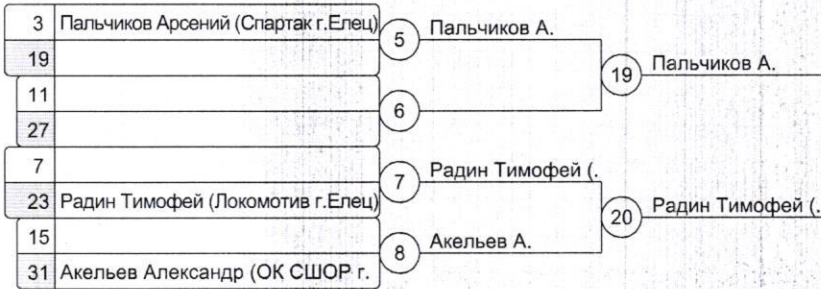 3 Пальчиков Арсений (Спартак г.Елец)
19
5 Пальчиков А.
11
27
6
19 Пальчиков А.
7
23 Радин Тимофей (Локомотив г.Елец)
7 Радин Тимофей (.
15
31 Акельев Александр (ОК СШОР г.
8 Акельев А.
20 Радин Тимофей (.